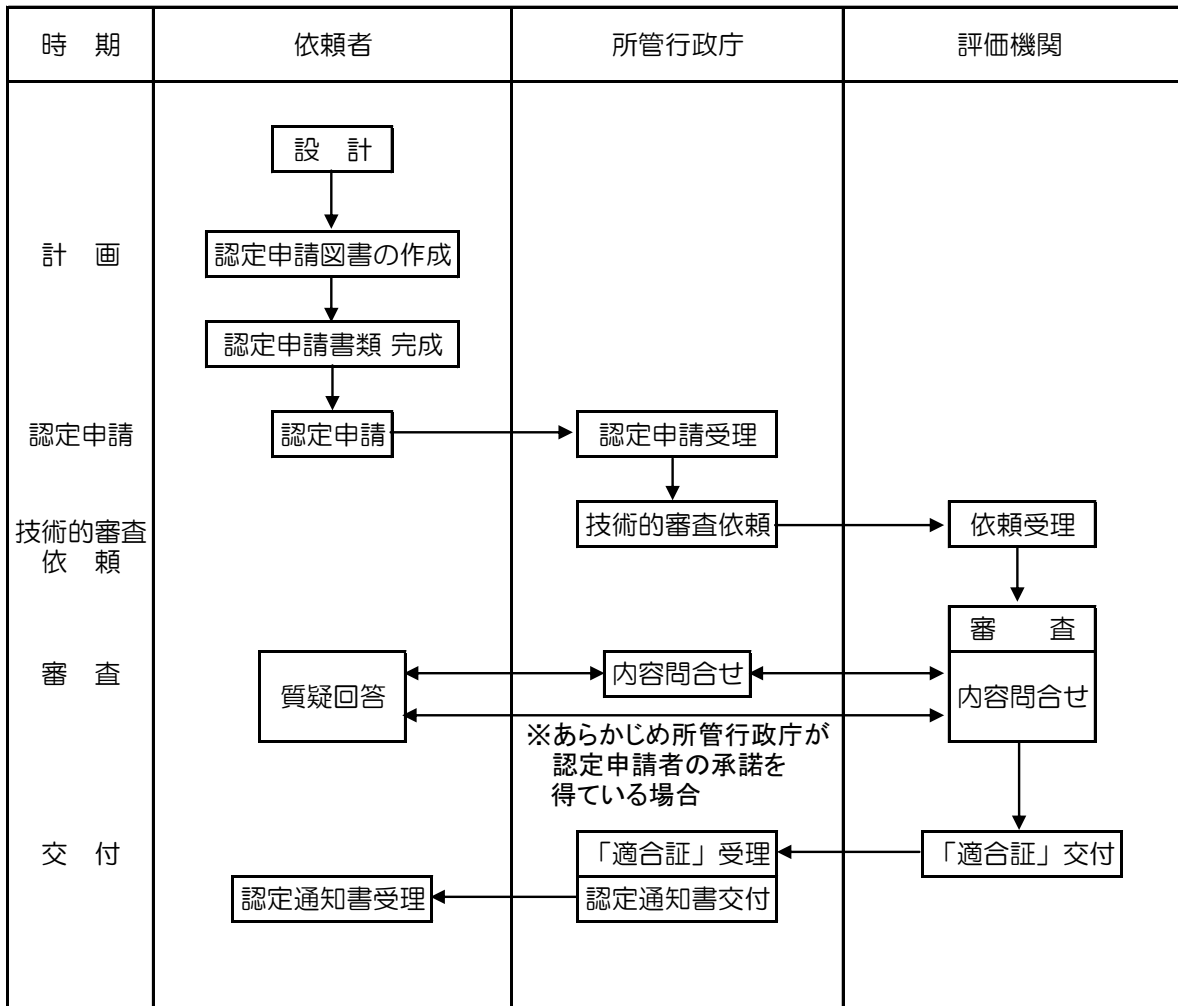 時　期
依頼者
所管行政庁
評価機関
設　計
計　画
認定申請図書の作成
認定申請書類 完成
認定申請
認定申請
認定申請受理
技術的審査
依　頼
技術的審査依頼
依頼受理
審　査
質疑回答
内容問合せ
審　　査
内容問合せ
※あらかじめ所管行政庁が
認定申請者の承諾を
得ている場合
交　付
「適合証」受理
「適合証」交付
認定通知書受理
認定通知書交付